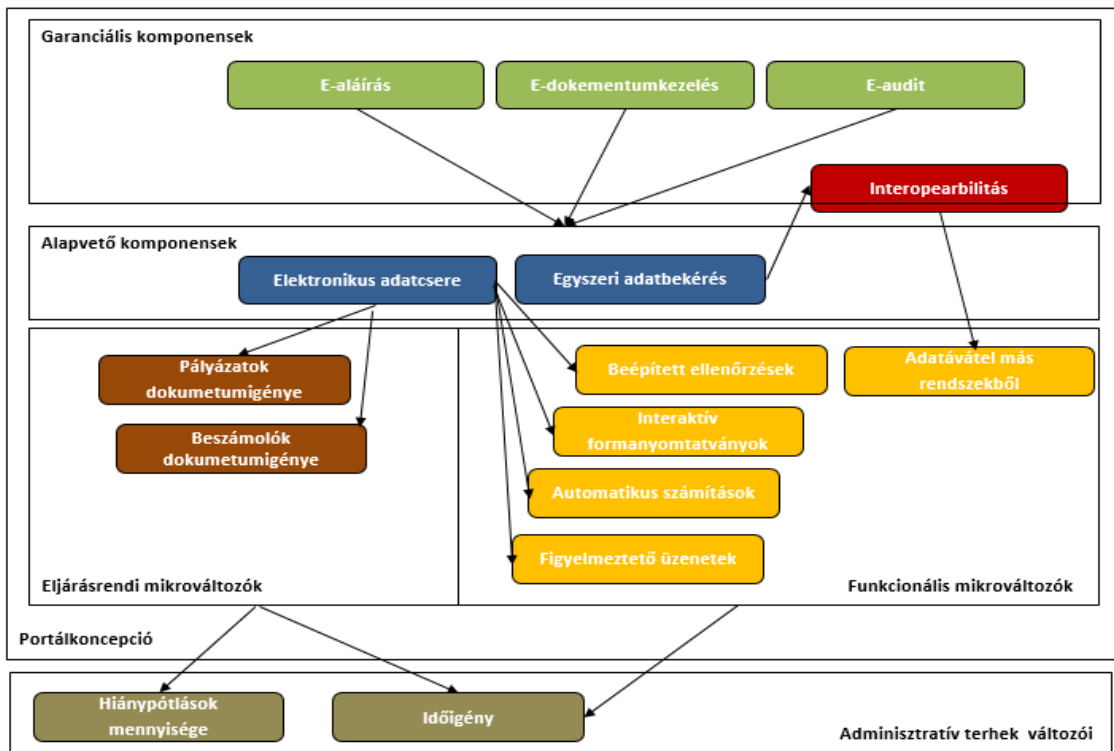 Garanciális komponensek
E-aláírás
E-dokementumkezelés
E-audit
Interopearbilitás
Alapvető komponensek
Elektronikus adatcsere
Egyszeri adatbekérés
Pályázatok
dokumetumigénye
Beszámolók
dokumetumigénye
Beépített ellenőrzések
Adatávátel más
rendszekből
Interaktív
formanyomtatványok
Automatikus számítások
Figyelmeztető üzenetek
Eljárásrendi mikrováltozók
Funkcionális mikrováltozók
Portálkoncepció
Hiánypótlások
mennyisége
Időigény
Adminisztratív terhek változói